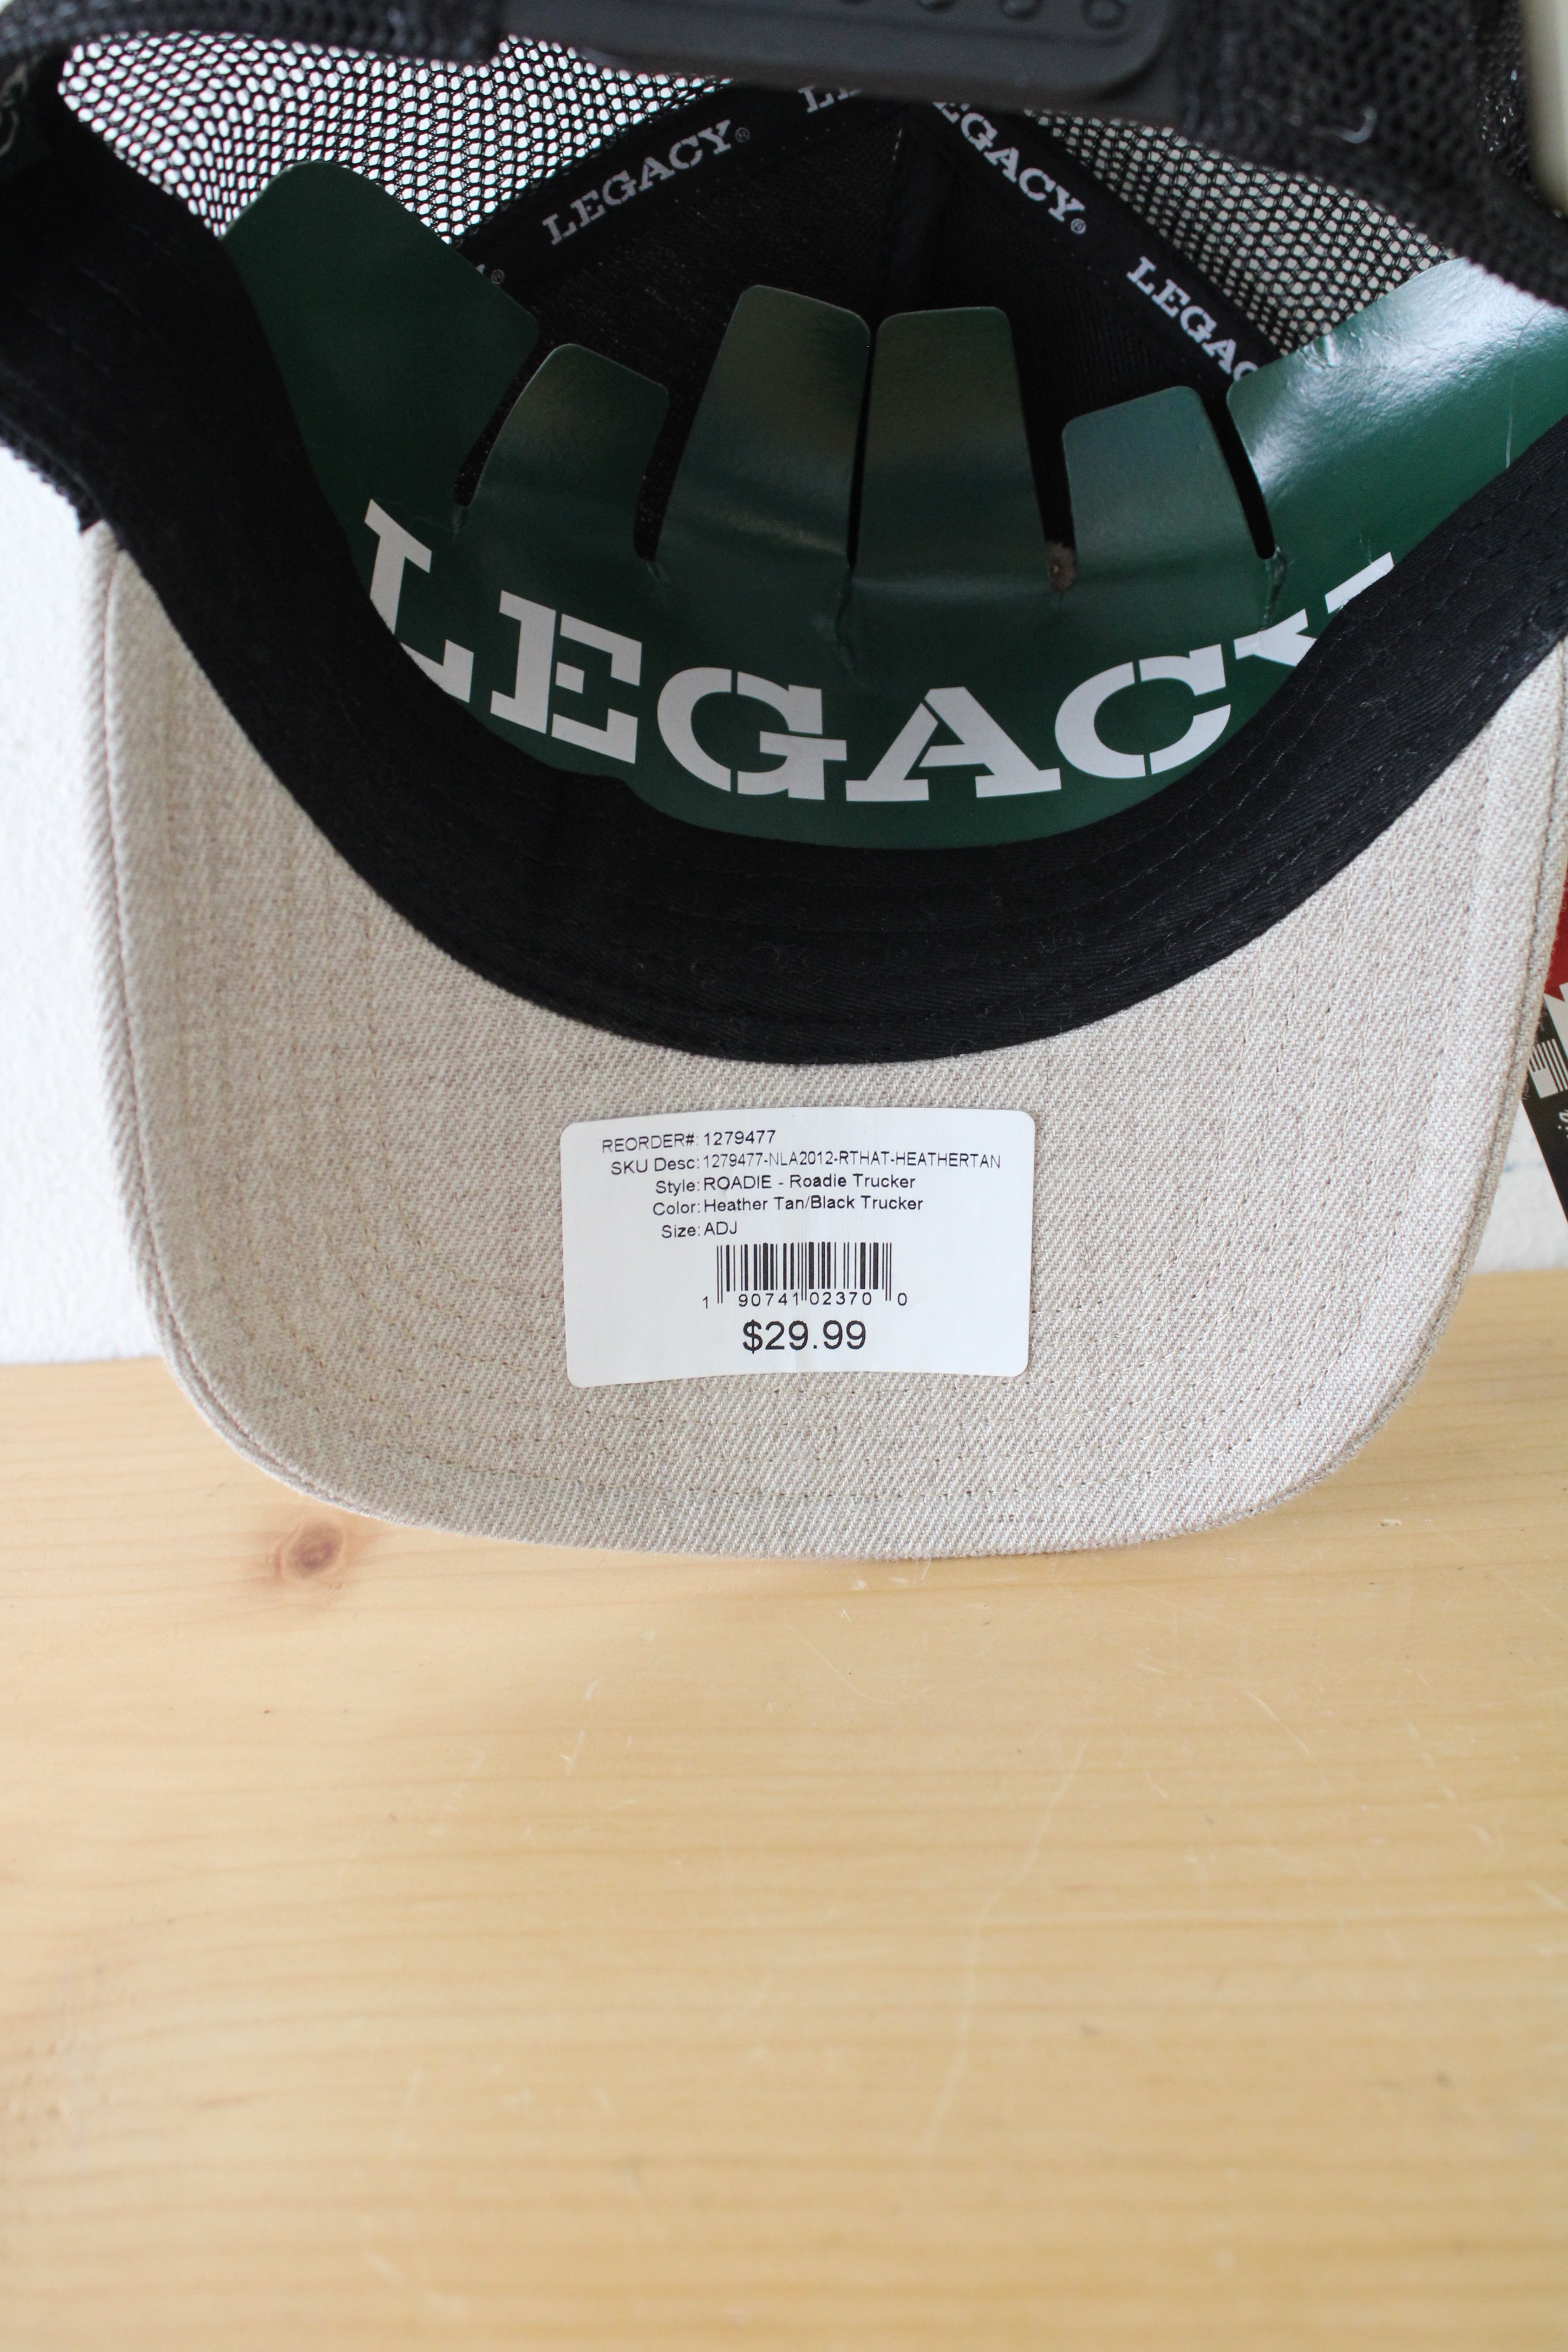 LEGACY®
LEGACY®
LEGAC
LEGACY
REORDER#: 1279477
SKU Desc: 1279477-NLA2012-RTHAT-HEATHERTAN
Style: ROADIE - Roadie Trucker
Color: Heather Tan/Black Trucker
Size: ADJ
1 90741 02370 0
$29.99